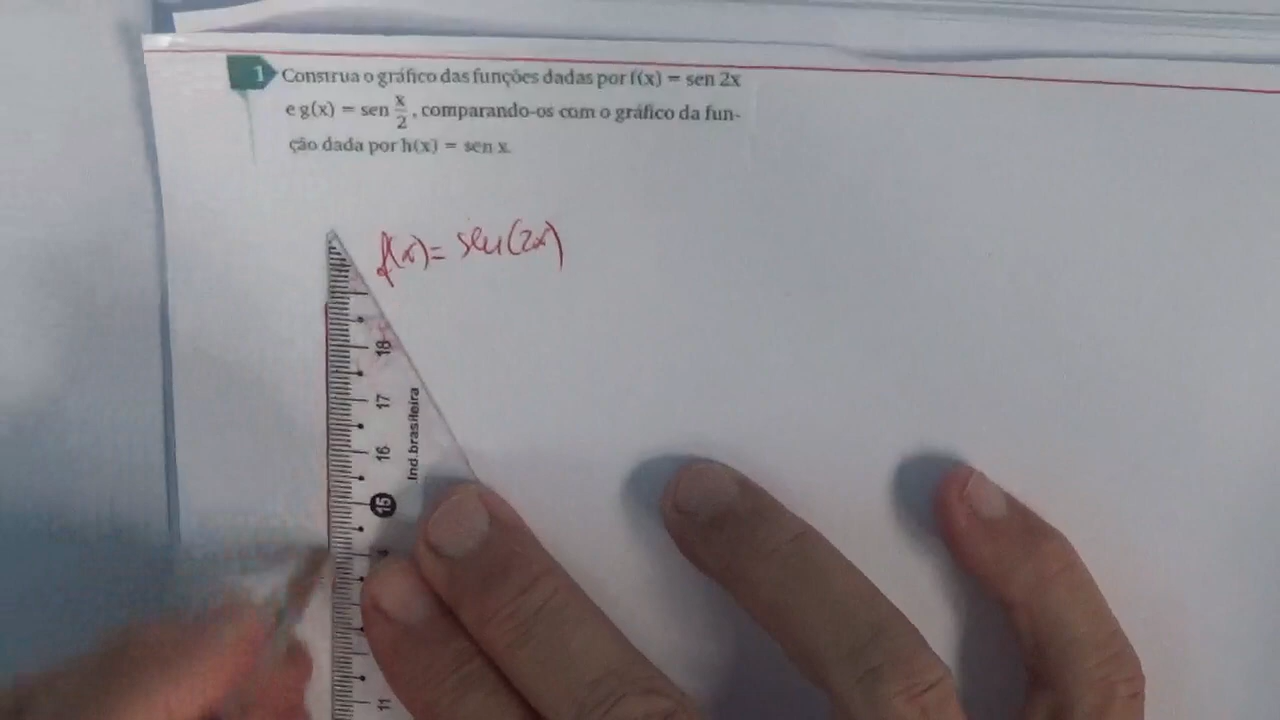 1 Construa o gráfico das funções dadas por f(x) = sen 2x
e g(x) = sen x/2, comparando-os com o gráfico da fun-
ção dada por h(x) = sen x.
f(x) = sen(2x)
18
17
16
15
11
Ind.brasileira